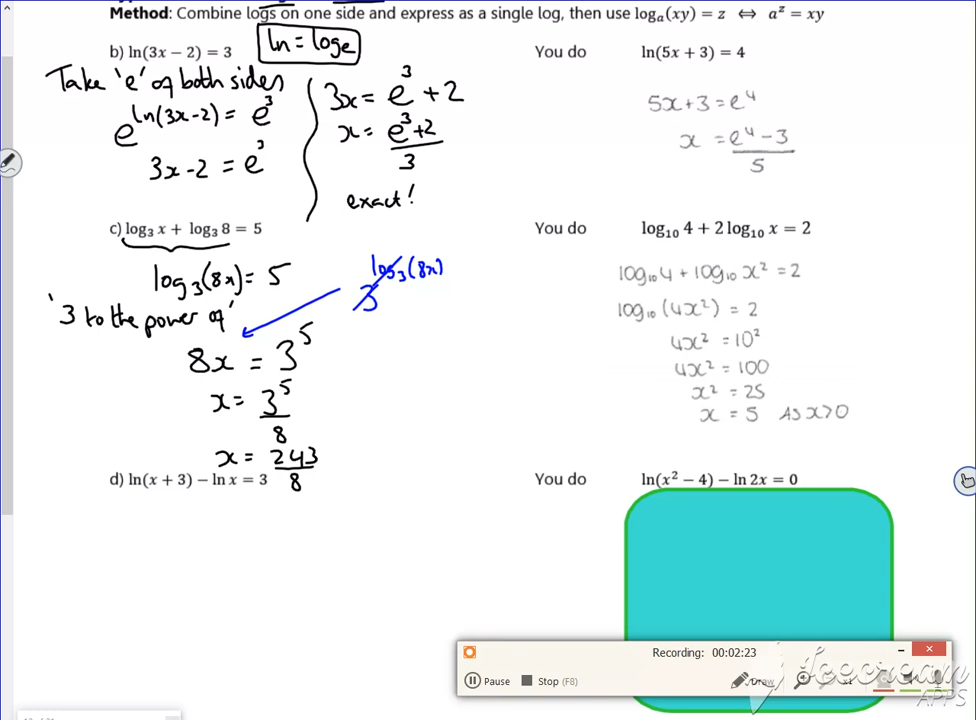 Method: Combine logs on one side and express as a single log, then use logₐ(xy) = z ⇔ aᶻ = xy
ln = logₑ
b) ln(3x − 2) = 3
Take 'e' of both sides
e^ln(3x-2) = e³
3x-2 = e³
3x = e³ + 2
x = (e³+2)/3
exact!
You do ln(5x + 3) = 4
5x+3 = e⁴
x = (e⁴ - 3)/5
c) log₃ x + log₃ 8 = 5
log₃(8x) = 5
3^log₃(8x)
'3 to the power of'
8x = 3⁵
x = 3⁵/8
x = 243/8
You do log₁₀ 4 + 2 log₁₀ x = 2
log₁₀4 + log₁₀ x² = 2
log₁₀ (4x²) = 2
4x² = 10²
4x² = 100
x² = 25
x = 5 AS x>0
d) ln(x + 3) − ln x = 3
You do ln(x² − 4) − ln 2x = 0
Recording: 00:02:23
Pause Stop (F8) Draw
Icecream
APPS